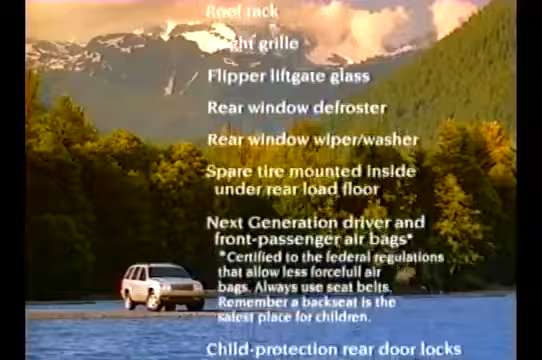 Roof rack
grille
Flipper liftgate glass
Rear window defroster
Rear window wiper/washer
Spare tire mounted inside
under rear load floor
Next Generation driver and
front-passenger air bags*
*Certified to the federal regulations
that allow less forcefull air
bags. Always use seat belts.
Remember a backseat is the
safest place for children.
Child-protection rear door locks